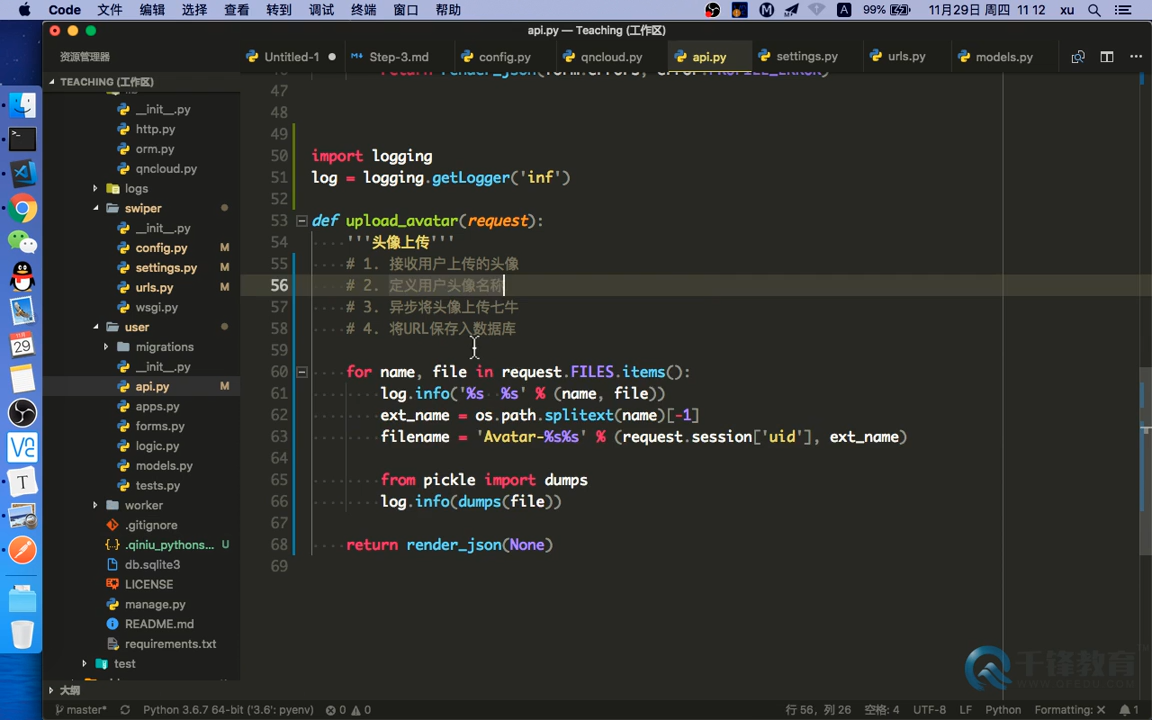 Code 文件 编辑 选择 查看 转到 调试 终端 窗口 帮助 99% 11月29日 周四 11 12 xu
api.py — Teaching (工作区)
资源管理器
Untitled-1 Step-3.md config.py qncloud.py api.py settings.py urls.py models.py
TEACHING (工作区)
__init__.py
http.py
orm.py
qncloud.py
logs
swiper
__init__.py
config.py M
settings.py M
urls.py M
wsgi.py
user
migrations
__init__.py
api.py M
apps.py
forms.py
logic.py
models.py
tests.py
worker
.gitignore
.qiniu_pythons... U
db.sqlite3
LICENSE
manage.py
README.md
requirements.txt
test
大纲
47
48
49
50 import logging
51 log = logging.getLogger('inf')
52
53 def upload_avatar(request):
54 '''头像上传'''
55 # 1. 接收用户上传的头像
56 # 2. 定义用户头像名称
57 # 3. 异步将头像上传七牛
58 # 4. 将URL保存入数据库
59
60 for name, file in request.FILES.items():
61 log.info('%s  %s' % (name, file))
62 ext_name = os.path.splitext(name)[-1]
63 filename = 'Avatar-%s%s' % (request.session['uid'], ext_name)
64
65 from pickle import dumps
66 log.info(dumps(file))
67
68 return render_json(None)
69
千锋教育
WWW.QFEDU.COM
master* Python 3.6.7 64-bit ('3.6': pyenv) 0 0 行 56，列 26 空格: 4 UTF-8 LF Python Formatting: ✕ 1